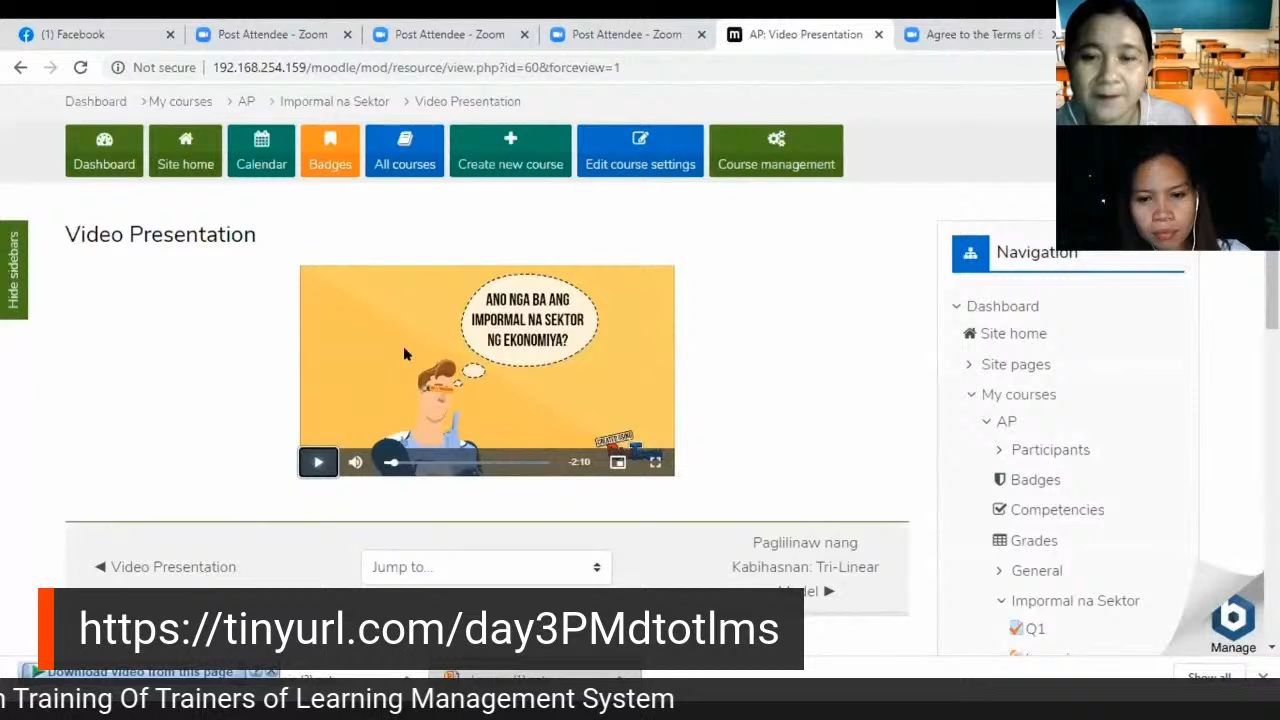 (1) Facebook
Post Attendee - Zoom
Post Attendee - Zoom
Post Attendee - Zoom
AP: Video Presentation
Agree to the Terms of
Not secure
192.168.254.159/moodle/mod/resource/view.php?id=60&forceview=1
Dashboard
My courses
AP
Impormal na Sektor
Video Presentation
Dashboard
Site home
Calendar
Badges
All courses
Create new course
Edit course settings
Course management
Hide sidebars
Video Presentation
ANO NGA BA ANG
IMPORMAL NA SEKTOR
NG EKONOMIYA?
-2:10
Navigation
Dashboard
Site home
Site pages
My courses
AP
Participants
Badges
Competencies
Grades
General
Impormal na Sektor
Q1
◀ Video Presentation
Jump to...
Paglilinaw nang
Kabihasnan: Tri-Linear
▶
https://tinyurl.com/day3PMdtotlms
Manage
Download video from this page
Show all
Training Of Trainers of Learning Management System